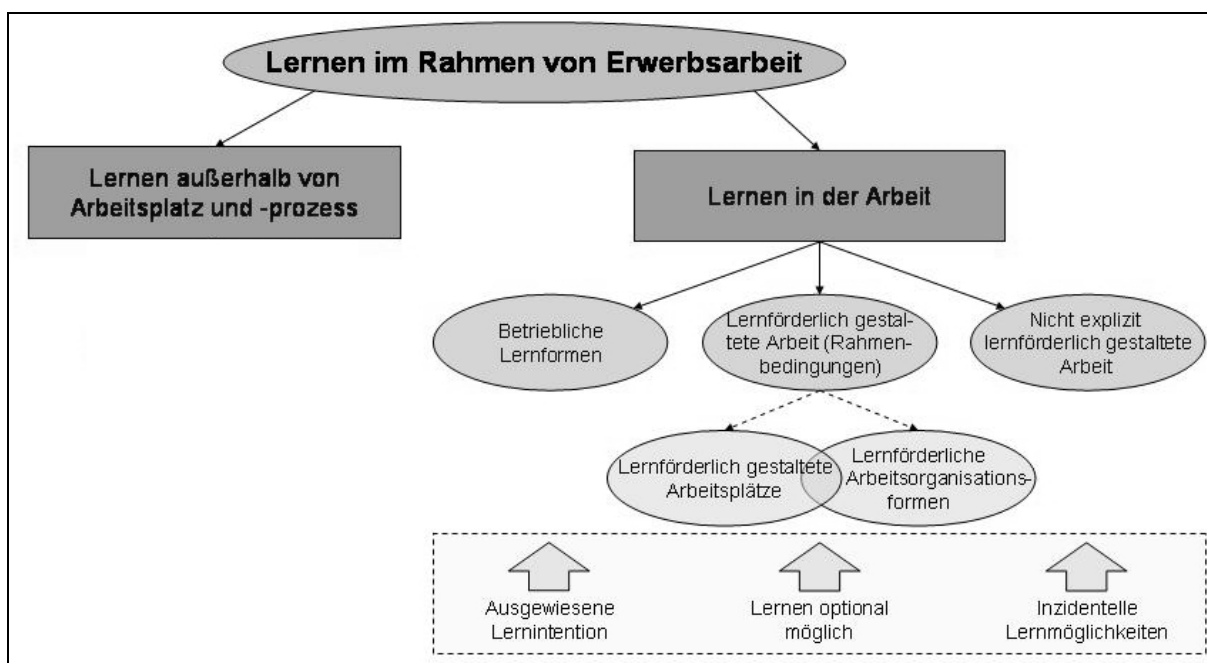 Lernen im Rahmen von Erwerbsarbeit
Lernen außerhalb von
Arbeitsplatz und -prozess
Lernen in der Arbeit
Betriebliche
Lernformen
Lernförderlich gestal-
tete Arbeit (Rahmen-
bedingungen)
Nicht explizit
lernförderlich gestaltete
Arbeit
Lernförderlich gestaltete
Arbeitsplätze
Lernförderliche
Arbeitsorganisations-
formen
Ausgewiesene
Lernintention
Lernen optional
möglich
Inzidentelle
Lernmöglichkeiten